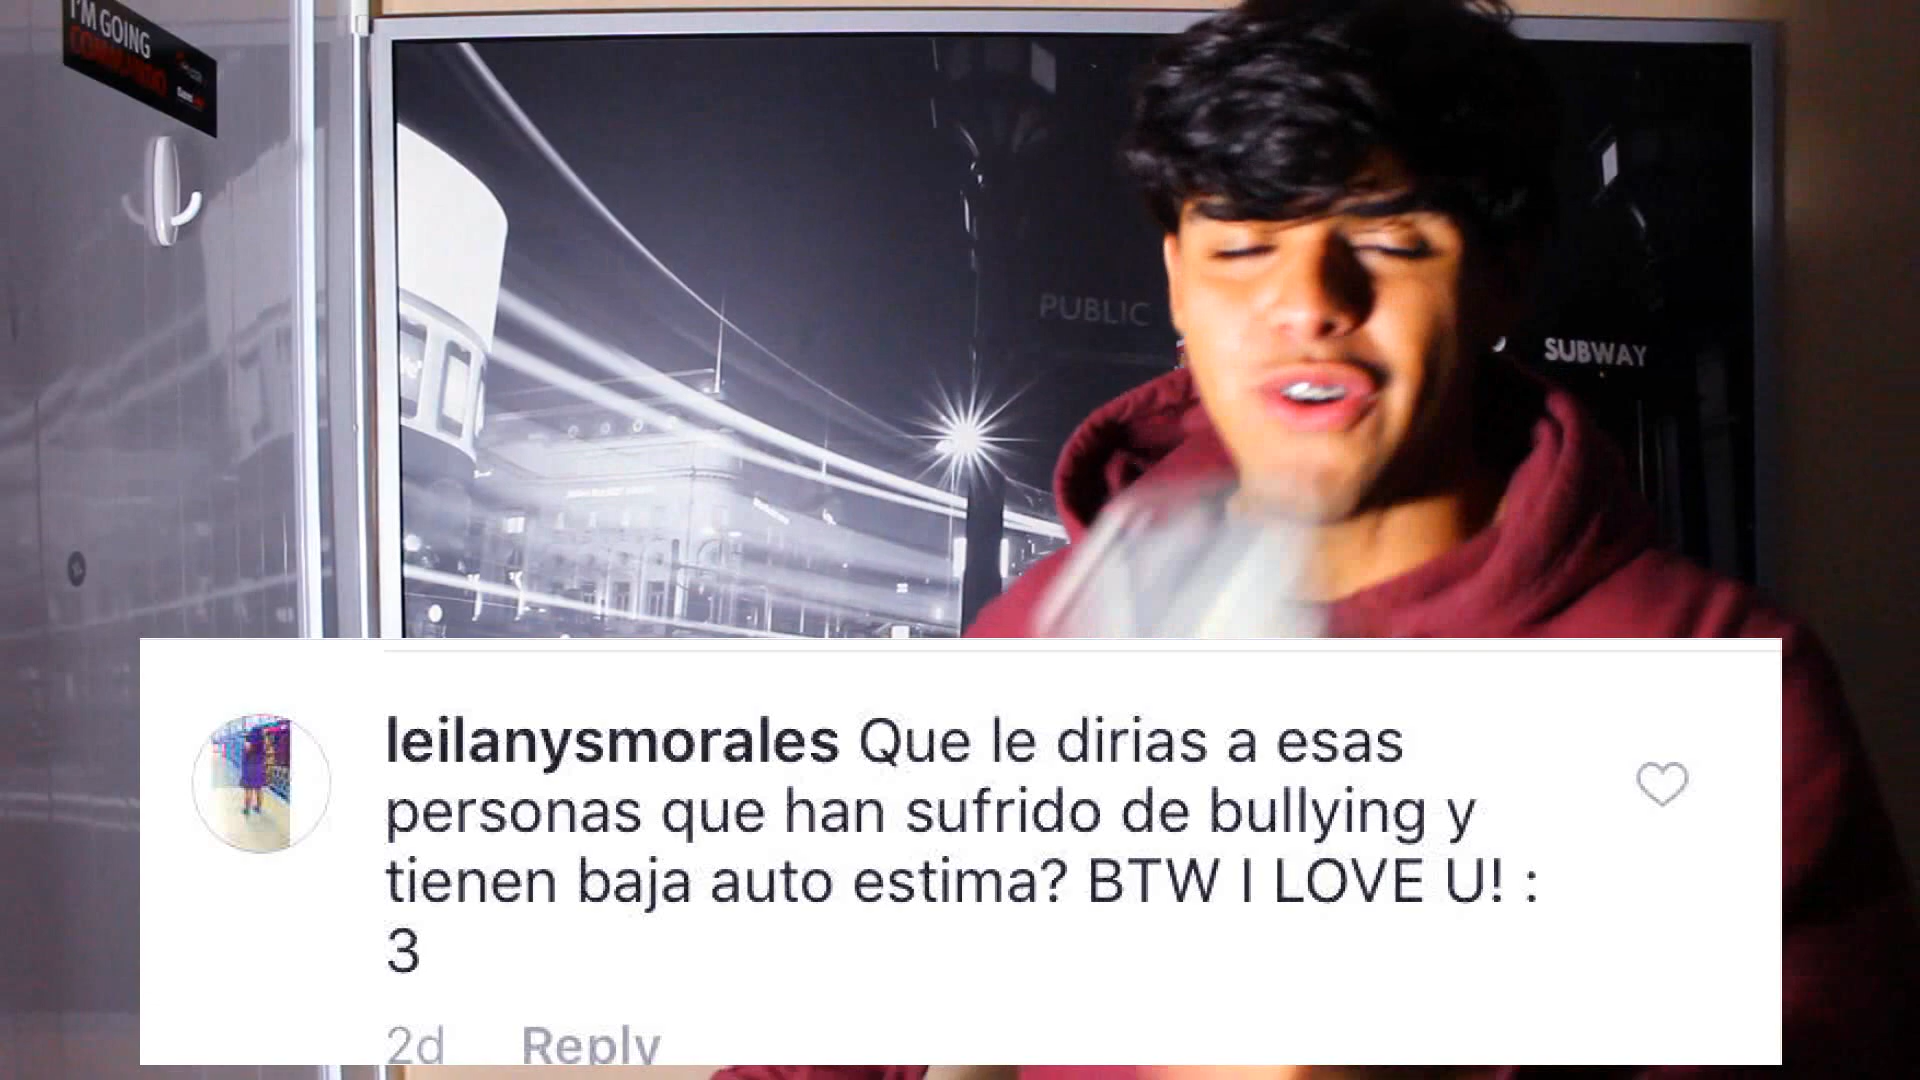 I'M GOING
COMMANDO
PUBLIC
SUBWAY
leilanysmorales Que le dirias a esas
personas que han sufrido de bullying y
tienen baja auto estima? BTW I LOVE U! :
3
2d Reply